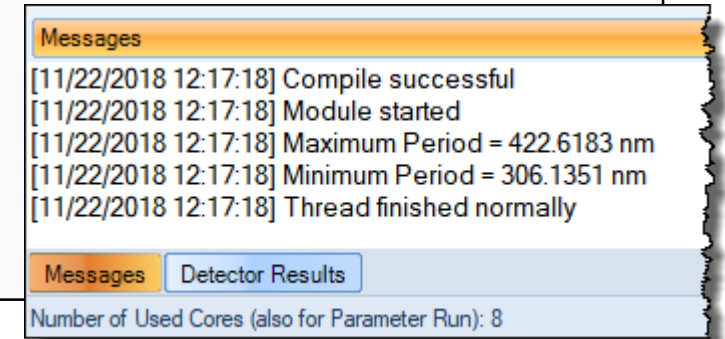 Messages
[11/22/2018 12:17:18] Compile successful
[11/22/2018 12:17:18] Module started
[11/22/2018 12:17:18] Maximum Period = 422.6183 nm
[11/22/2018 12:17:18] Minimum Period = 306.1351 nm
[11/22/2018 12:17:18] Thread finished normally
Messages Detector Results
Number of Used Cores (also for Parameter Run): 8